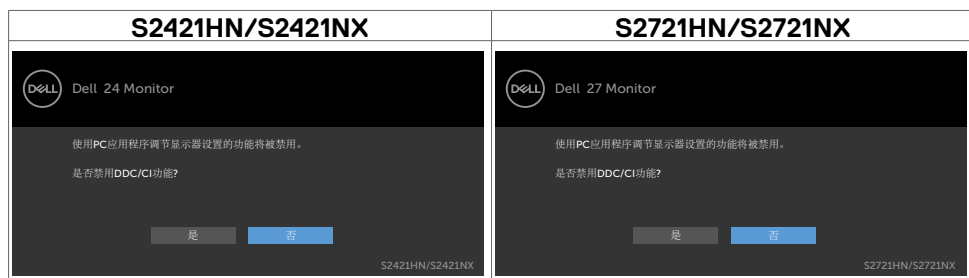 S2421HN/S2421NX
DELL Dell 24 Monitor
使用PC应用程序调节显示器设置的功能将被禁用。
是否禁用DDC/CI功能?
是 否
S2421HN/S2421NX
S2721HN/S2721NX
DELL Dell 27 Monitor
使用PC应用程序调节显示器设置的功能将被禁用。
是否禁用DDC/CI功能?
是 否
S2721HN/S2721NX